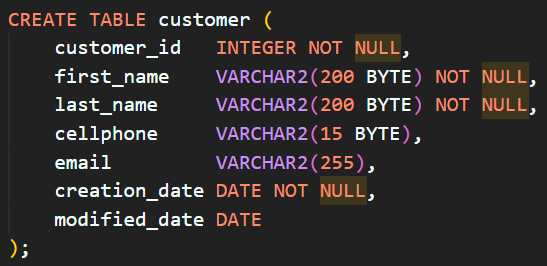 CREATE TABLE customer (
    customer_id   INTEGER NOT NULL,
    first_name    VARCHAR2(200 BYTE) NOT NULL,
    last_name     VARCHAR2(200 BYTE) NOT NULL,
    cellphone     VARCHAR2(15 BYTE),
    email         VARCHAR2(255),
    creation_date DATE NOT NULL,
    modified_date DATE
);